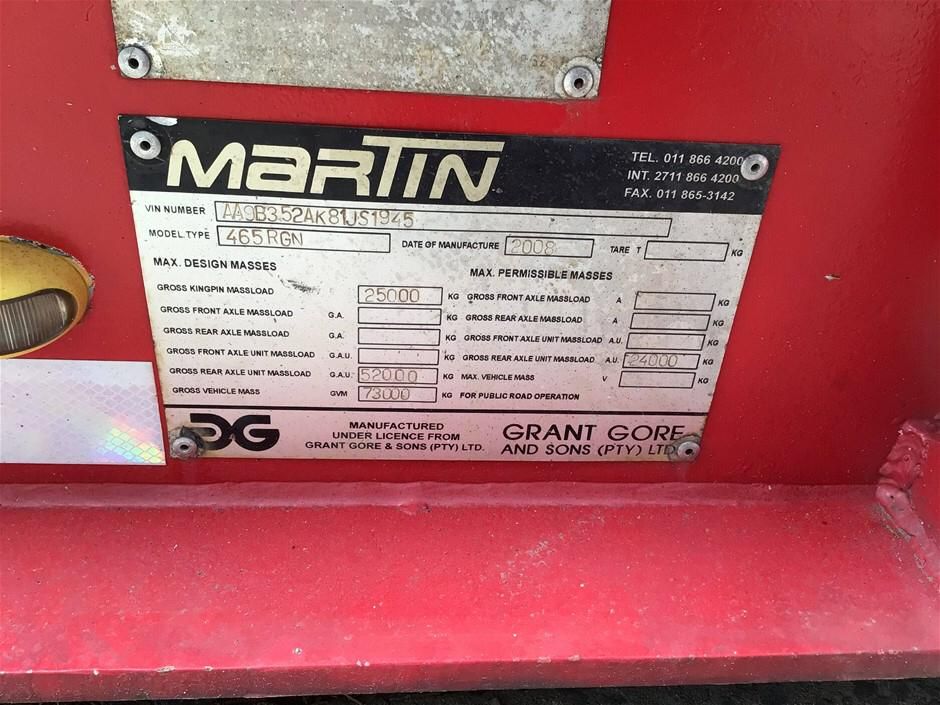 MARTIN
TEL. 011 866 4200
INT. 2711 866 4200
FAX. 011 865-3142
VIN NUMBER AA9B352AK81JS1945
MODEL.TYPE 465RGN DATE OF MANUFACTURE 2008 TARE T KG
MAX. DESIGN MASSES
MAX. PERMISSIBLE MASSES
GROSS KINGPIN MASSLOAD 25000 KG GROSS FRONT AXLE MASSLOAD A KG
GROSS FRONT AXLE MASSLOAD G.A. KG GROSS REAR AXLE MASSLOAD A KG
GROSS REAR AXLE MASSLOAD G.A. KG GROSS FRONT AXLE UNIT MASSLOAD A.U. KG
GROSS FRONT AXLE UNIT MASSLOAD G.A.U. KG GROSS REAR AXLE UNIT MASSLOAD A.U. 24000 KG
GROSS REAR AXLE UNIT MASSLOAD G.A.U. 52000 KG MAX. VEHICLE MASS V KG
GROSS VEHICLE MASS GVM 73000 KG FOR PUBLIC ROAD OPERATION
GG
MANUFACTURED
UNDER LICENCE FROM
GRANT GORE & SONS (PTY) LTD.
GRANT GORE
AND SONS (PTY) LTD